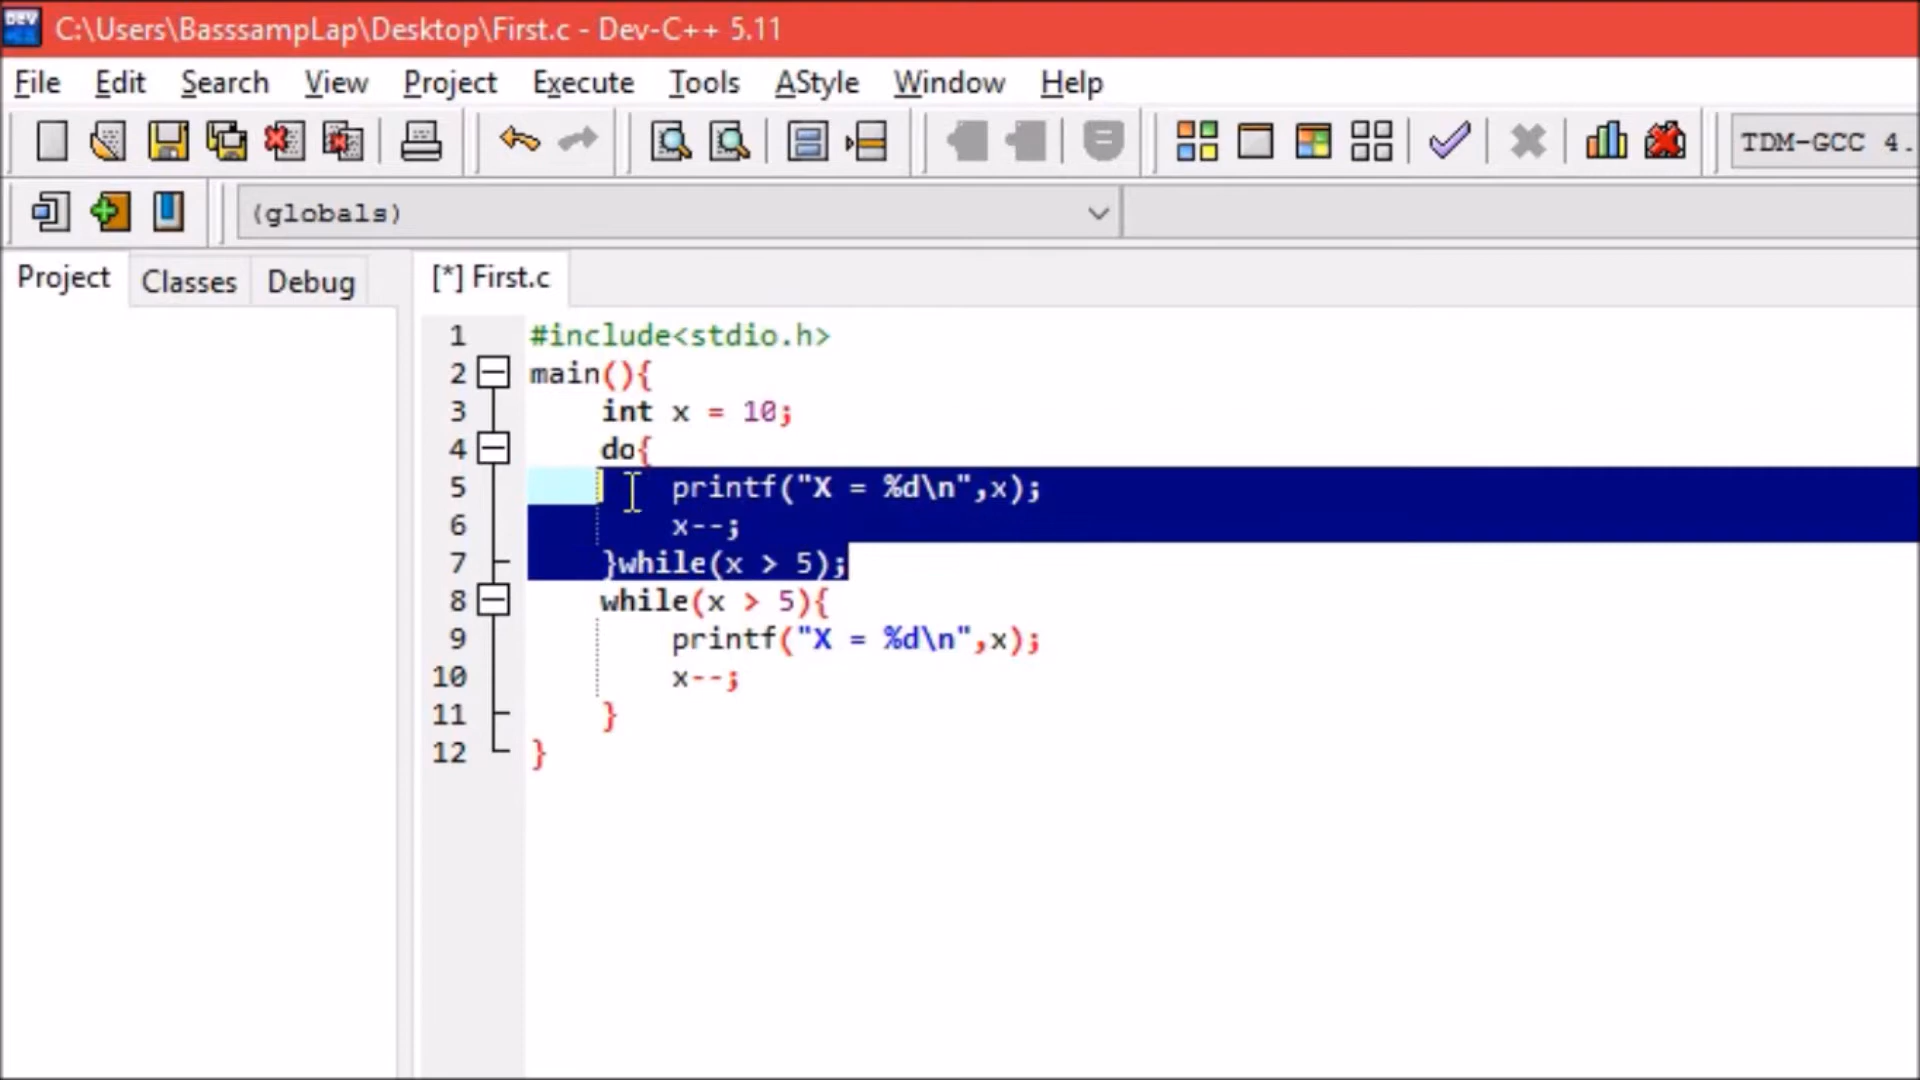 DEV
C:\Users\BasssampLap\Desktop\First.c - Dev-C++ 5.11
File Edit Search View Project Execute Tools AStyle Window Help
TDM-GCC 4.
(globals)
Project Classes Debug [*] First.c
1 #include<stdio.h>
2 main(){
3 int x = 10;
4 do{
5 printf("X = %d\n",x);
6 x--;
7 }while(x > 5);
8 while(x > 5){
9 printf("X = %d\n",x);
10 x--;
11 }
12 }